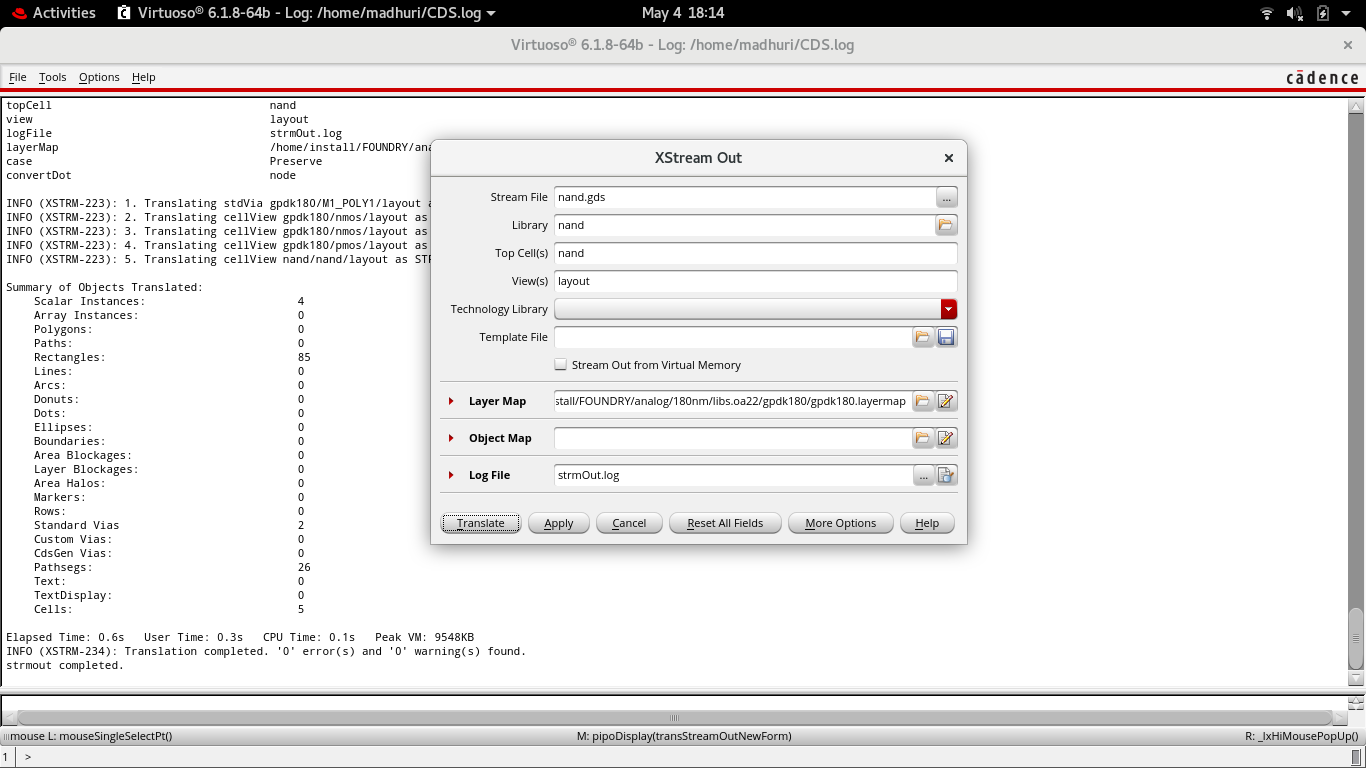 Activities Virtuoso® 6.1.8-64b - Log: /home/madhuri/CDS.log May 4 18:14
Virtuoso® 6.1.8-64b - Log: /home/madhuri/CDS.log ×
File Tools Options Help cādence
topCell nand
view layout
logFile strmOut.log
layerMap /home/install/FOUNDRY/ana
case Preserve
convertDot node
INFO (XSTRM-223): 1. Translating stdVia gpdk180/M1_POLY1/layout a
INFO (XSTRM-223): 2. Translating cellView gpdk180/nmos/layout as
INFO (XSTRM-223): 3. Translating cellView gpdk180/nmos/layout as
INFO (XSTRM-223): 4. Translating cellView gpdk180/pmos/layout as
INFO (XSTRM-223): 5. Translating cellView nand/nand/layout as STR
Summary of Objects Translated:
Scalar Instances: 4
Array Instances: 0
Polygons: 0
Paths: 0
Rectangles: 85
Lines: 0
Arcs: 0
Donuts: 0
Dots: 0
Ellipses: 0
Boundaries: 0
Area Blockages: 0
Layer Blockages: 0
Area Halos: 0
Markers: 0
Rows: 0
Standard Vias 2
Custom Vias: 0
CdsGen Vias: 0
Pathsegs: 26
Text: 0
TextDisplay: 0
Cells: 5
Elapsed Time: 0.6s User Time: 0.3s CPU Time: 0.1s Peak VM: 9548KB
INFO (XSTRM-234): Translation completed. '0' error(s) and '0' warning(s) found.
strmout completed.
XStream Out ×
Stream File nand.gds ...
Library nand
Top Cell(s) nand
View(s) layout
Technology Library
Template File
Stream Out from Virtual Memory
Layer Map stall/FOUNDRY/analog/180nm/libs.oa22/gpdk180/gpdk180.layermap
Object Map
Log File strmOut.log ...
Translate Apply Cancel Reset All Fields More Options Help
mouse L: mouseSingleSelectPt() M: pipoDisplay(transStreamOutNewForm) R: _lxHiMousePopUp()
1 >